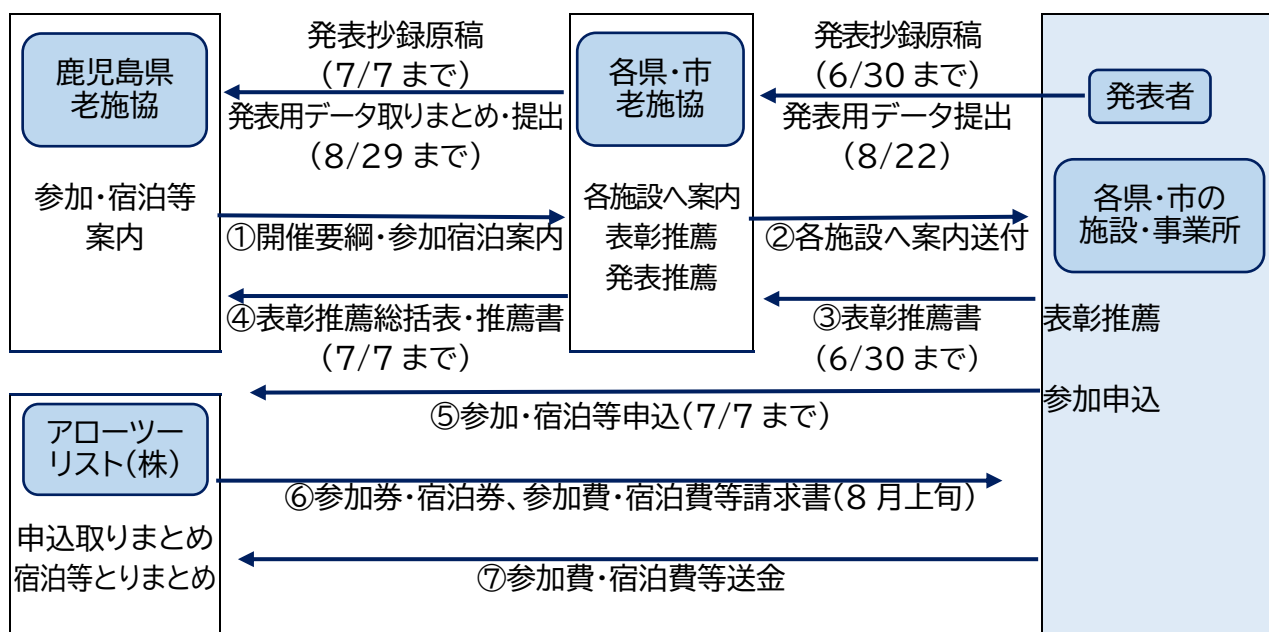 鹿児島県
老施協
参加・宿泊等
案内
発表抄録原稿
(7/7 まで)
発表用データ取りまとめ・提出
(8/29 まで)
①開催要綱・参加宿泊案内
④表彰推薦総括表・推薦書
(7/7 まで)
各県・市
老施協
各施設へ案内
表彰推薦
発表推薦
発表抄録原稿
(6/30 まで)
発表用データ提出
(8/22)
②各施設へ案内送付
③表彰推薦書
(6/30 まで)
発表者
各県・市の
施設・事業所
表彰推薦
参加申込
⑤参加・宿泊等申込(7/7 まで)
アローツー
リスト(株)
⑥参加券・宿泊券、参加費・宿泊費等請求書(8 月上旬)
申込取りまとめ
宿泊等とりまとめ
⑦参加費・宿泊費等送金